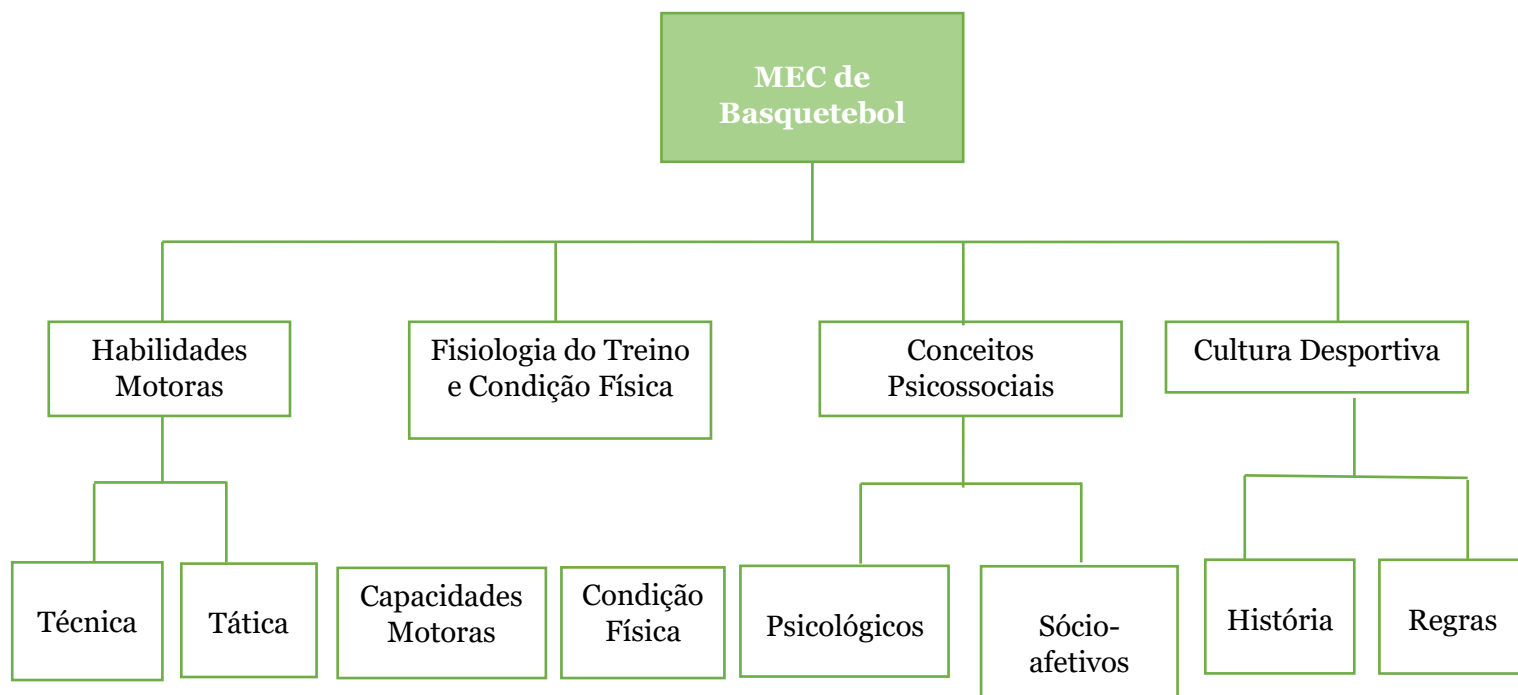 MEC de
Basquetebol
Habilidades
Motoras
Fisiologia do Treino
e Condição Física
Conceitos
Psicossociais
Cultura Desportiva
Técnica
Tática
Capacidades
Motoras
Condição
Física
Psicológicos
Sócio-
afetivos
História
Regras